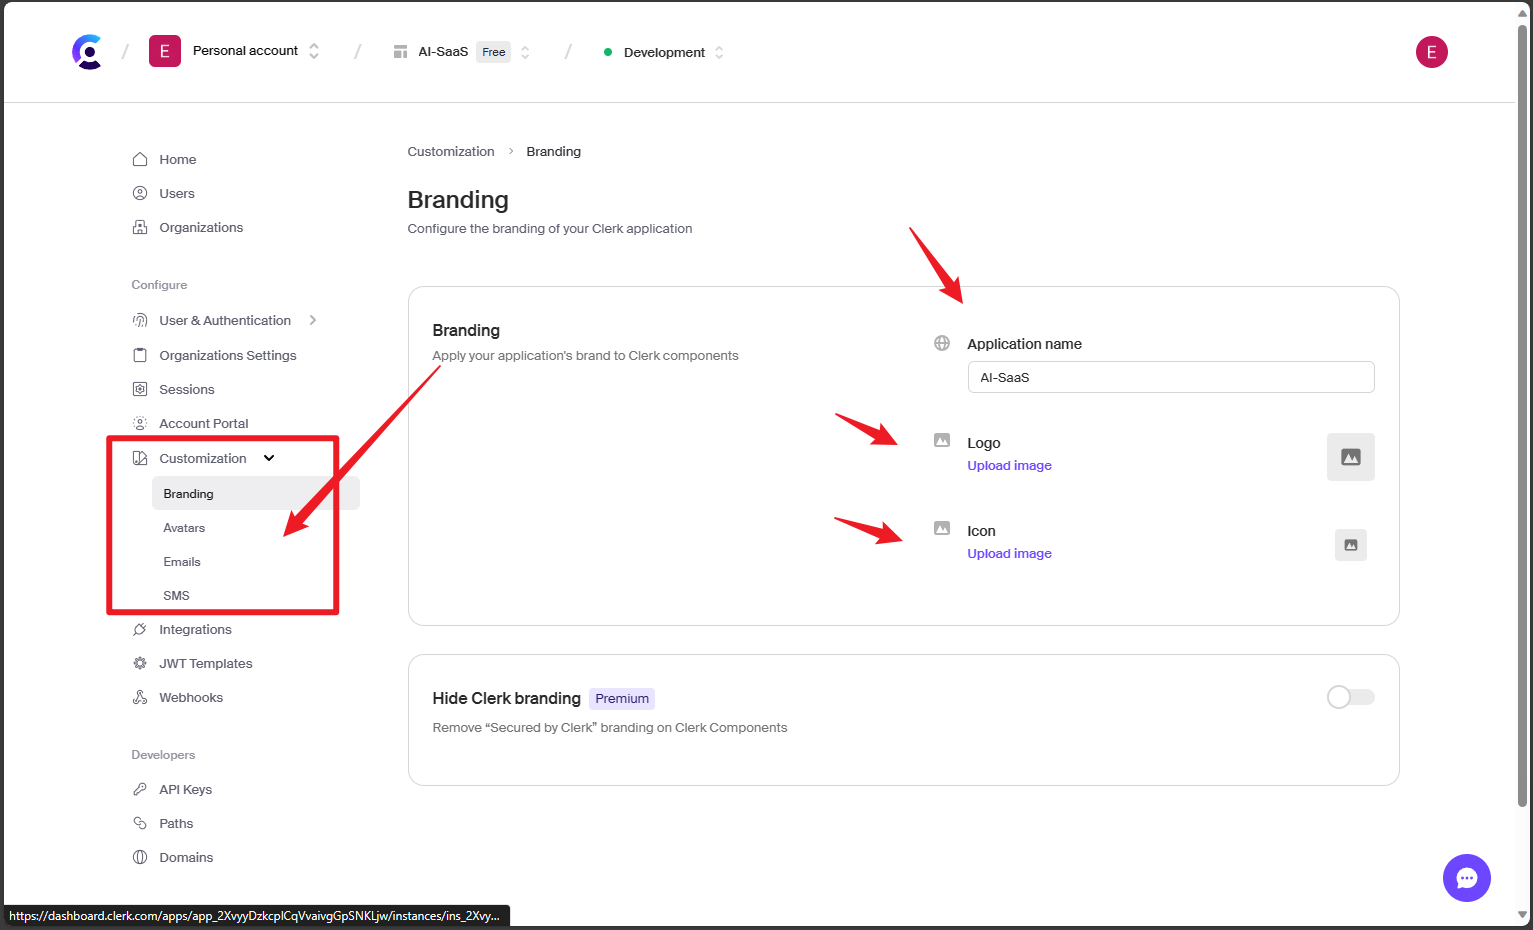 E Personal account / AI-SaaS Free / Development E
Home
Users
Organizations
Configure
User & Authentication
Organizations Settings
Sessions
Account Portal
Customization
Branding
Avatars
Emails
SMS
Integrations
JWT Templates
Webhooks
Developers
API Keys
Paths
Domains
Customization > Branding
Branding
Configure the branding of your Clerk application
Branding
Apply your application's brand to Clerk components
Application name
AI-SaaS
Logo
Upload image
Icon
Upload image
Hide Clerk branding Premium
Remove “Secured by Clerk” branding on Clerk Components
https://dashboard.clerk.com/apps/app_2XvyyDzkcplCqVvaivgGpSNKLjw/instances/ins_2Xvy...